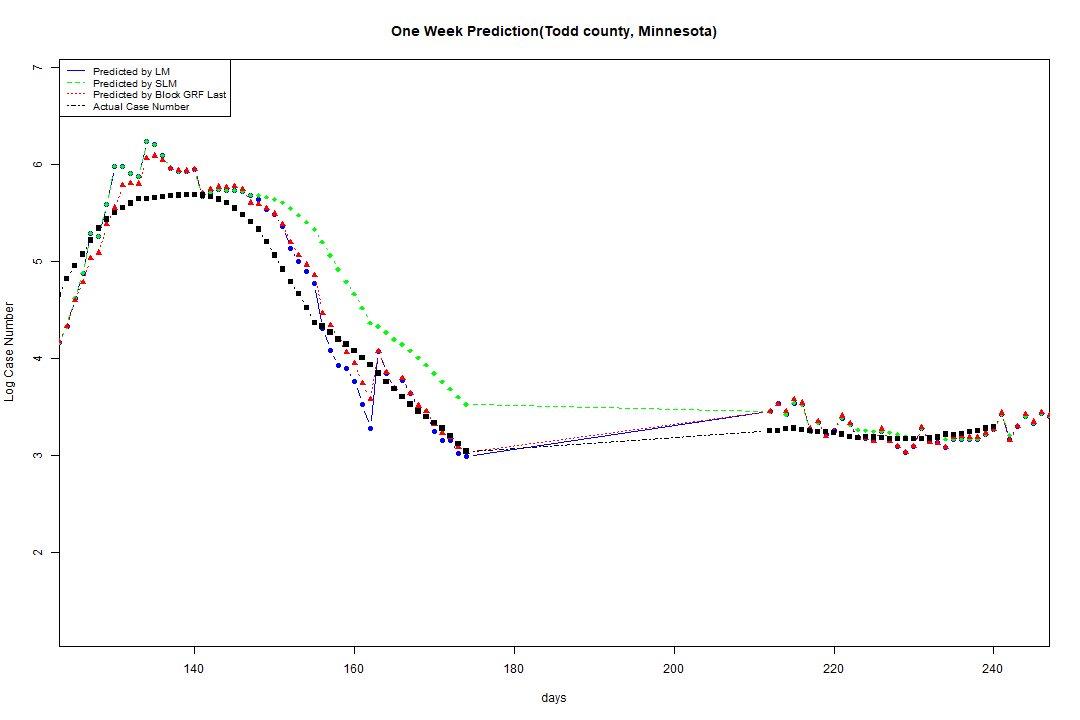 One Week Prediction(Todd county, Minnesota)
Predicted by LM
Predicted by SLM
Predicted by Block GRF Last
Actual Case Number
7
6
5
4
3
2
Log Case Number
140 160 180 200 220 240
days